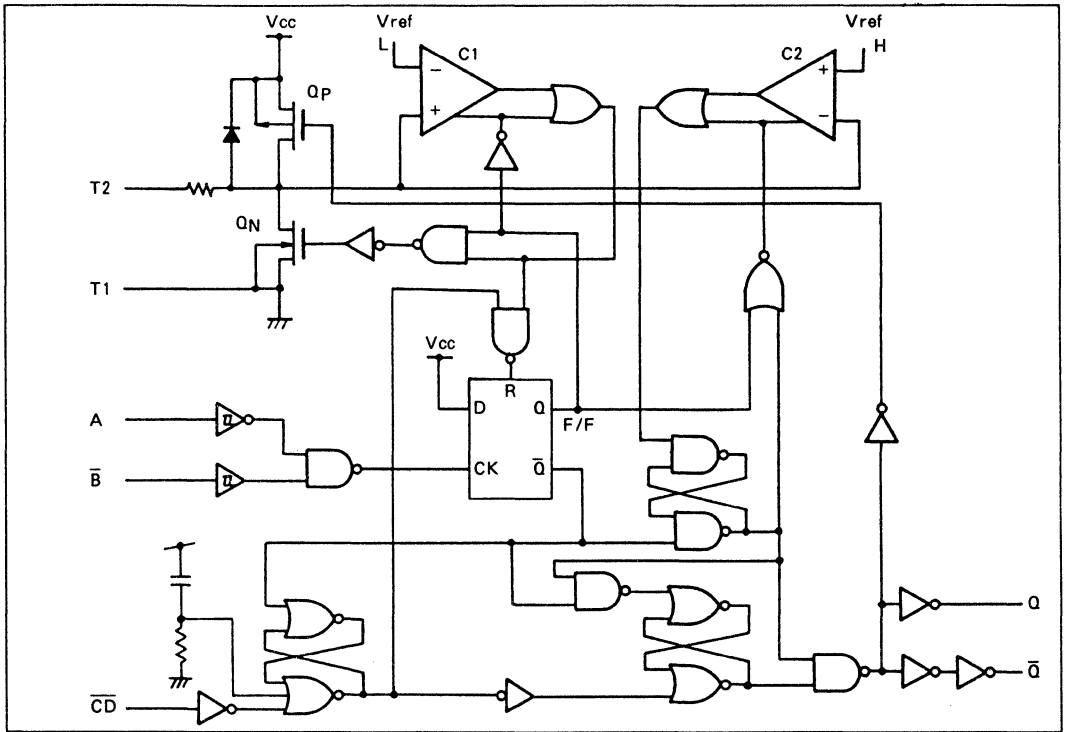 Vcc
Vref
L
C1
C2
Vref
H
QP
T2
QN
T1
Vcc
R
D
Q
F/F
A
B̅
CK
Q̅
Q
Q̅
C̅D̅